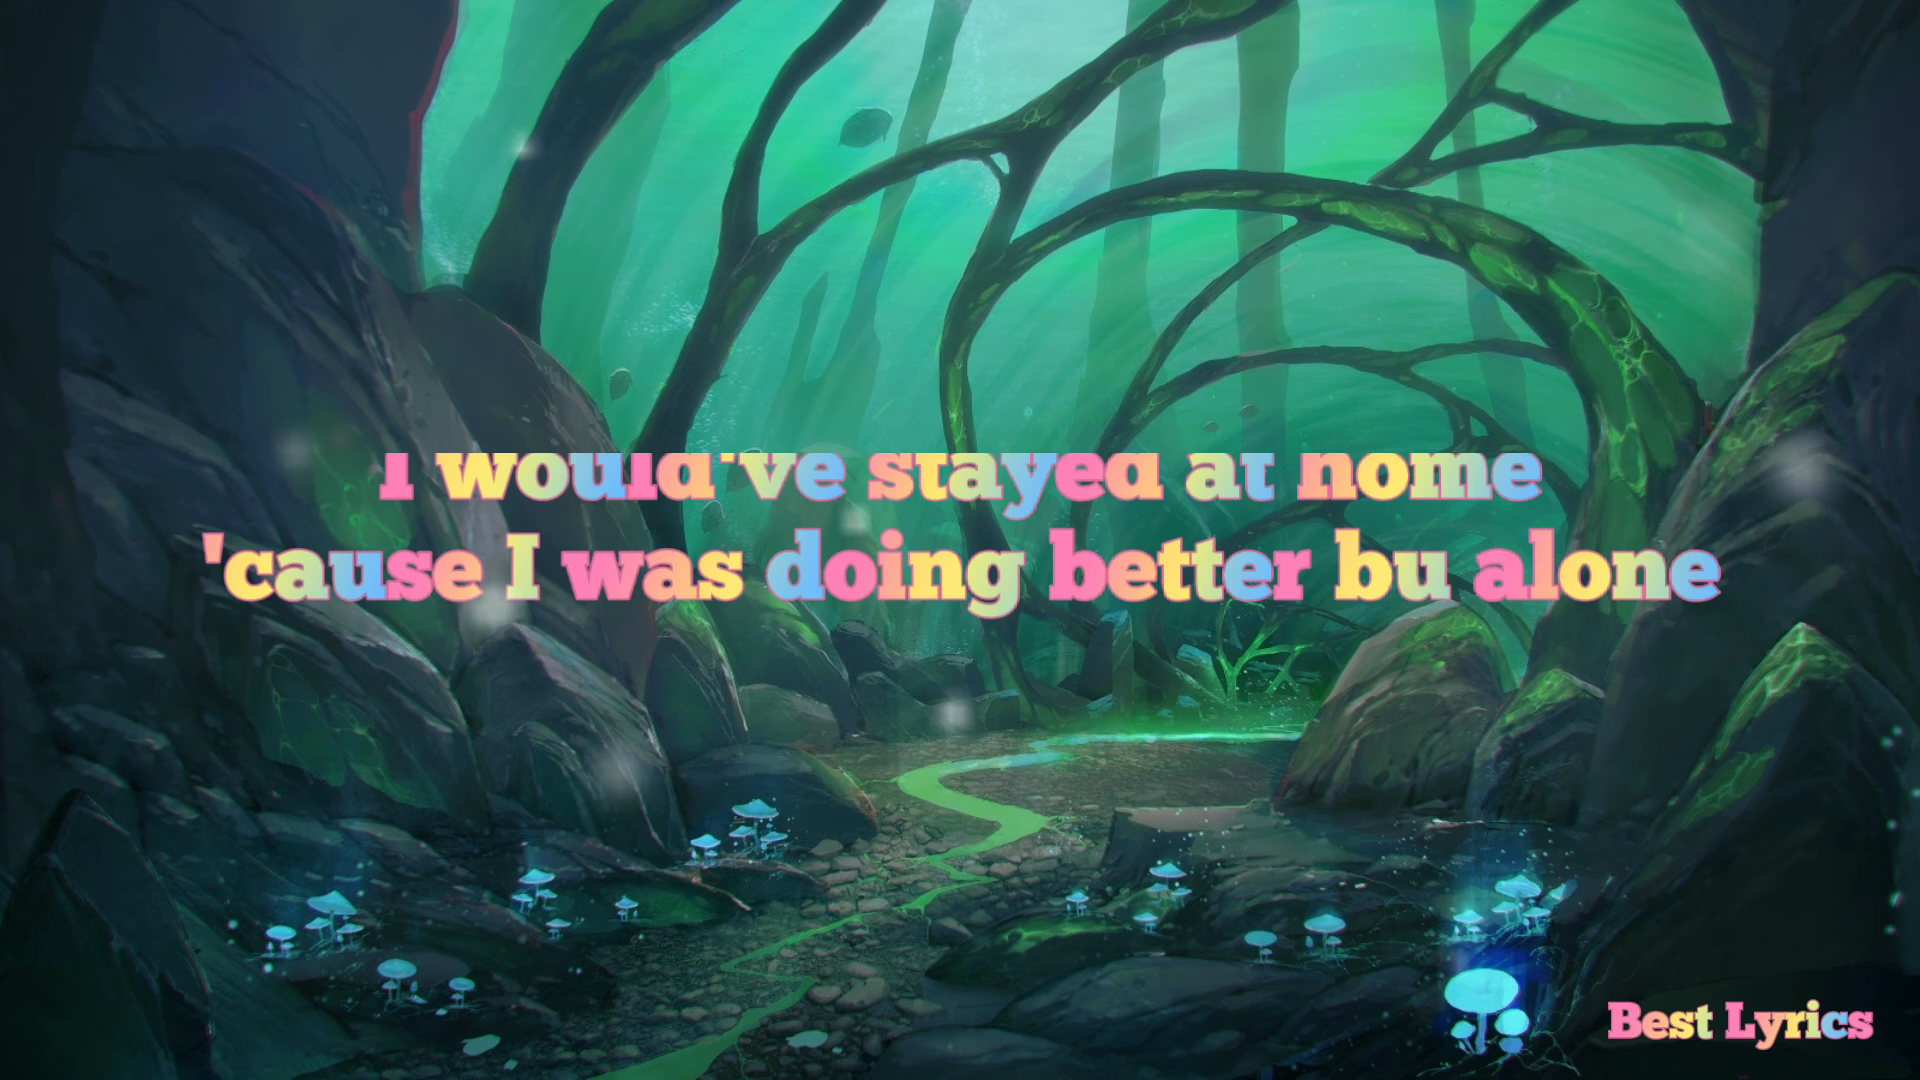 I would've stayed at home
'cause I was doing better bu alone
Best Lyrics